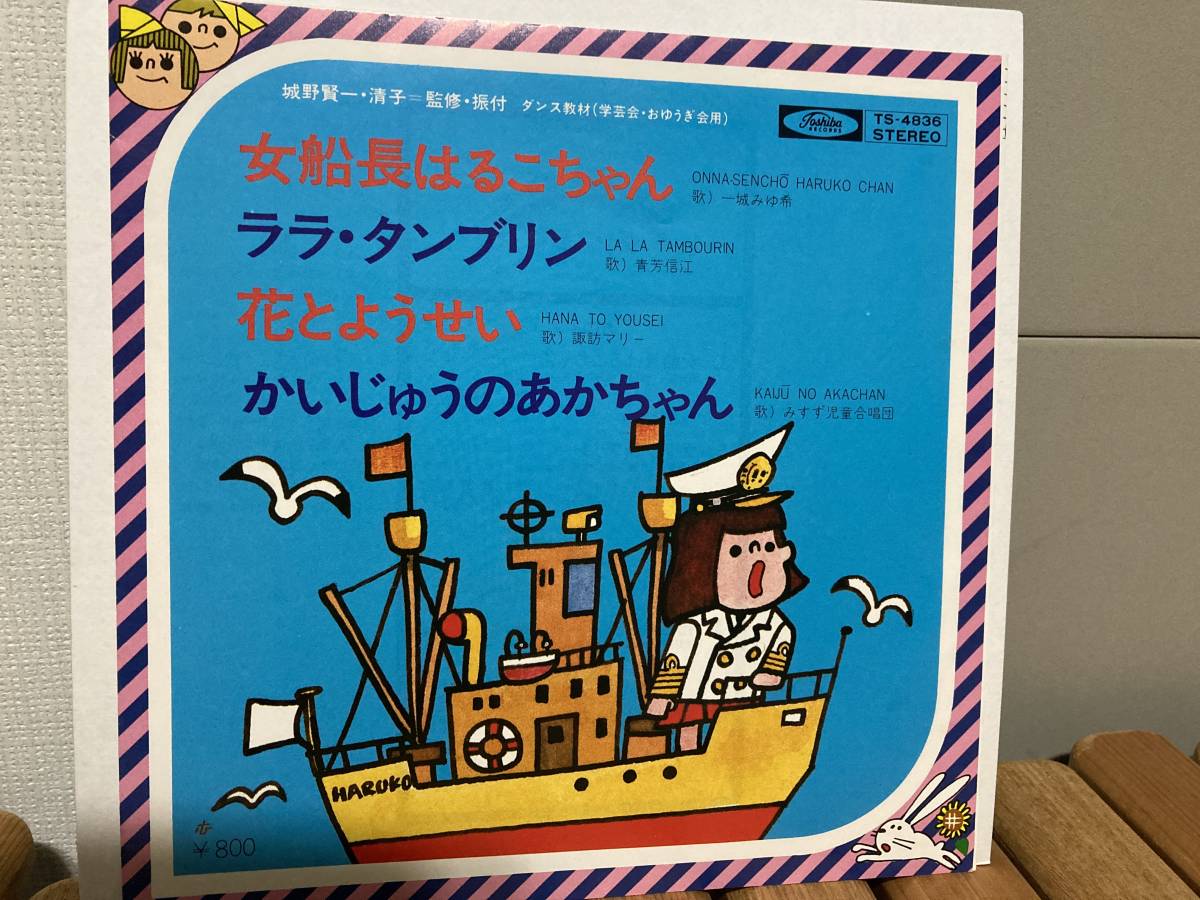 城野賢一・清子=監修・振付 ダンス教材(学芸会・おゆうぎ会用)
Toshiba RECORDS
TS-4836
STEREO
女船長はるこちゃん
ONNA-SENCHŌ HARUKO CHAN
歌)一城みゆ希
ララ・タンブリン
LA LA TAMBOURIN
歌)青芳信江
花とようせい
HANA TO YOUSEI
歌)諏訪マリー
かいじゅうのあかちゃん
KAIJŪ NO AKACHAN
歌)みすず児童合唱団
HARUKO
¥800